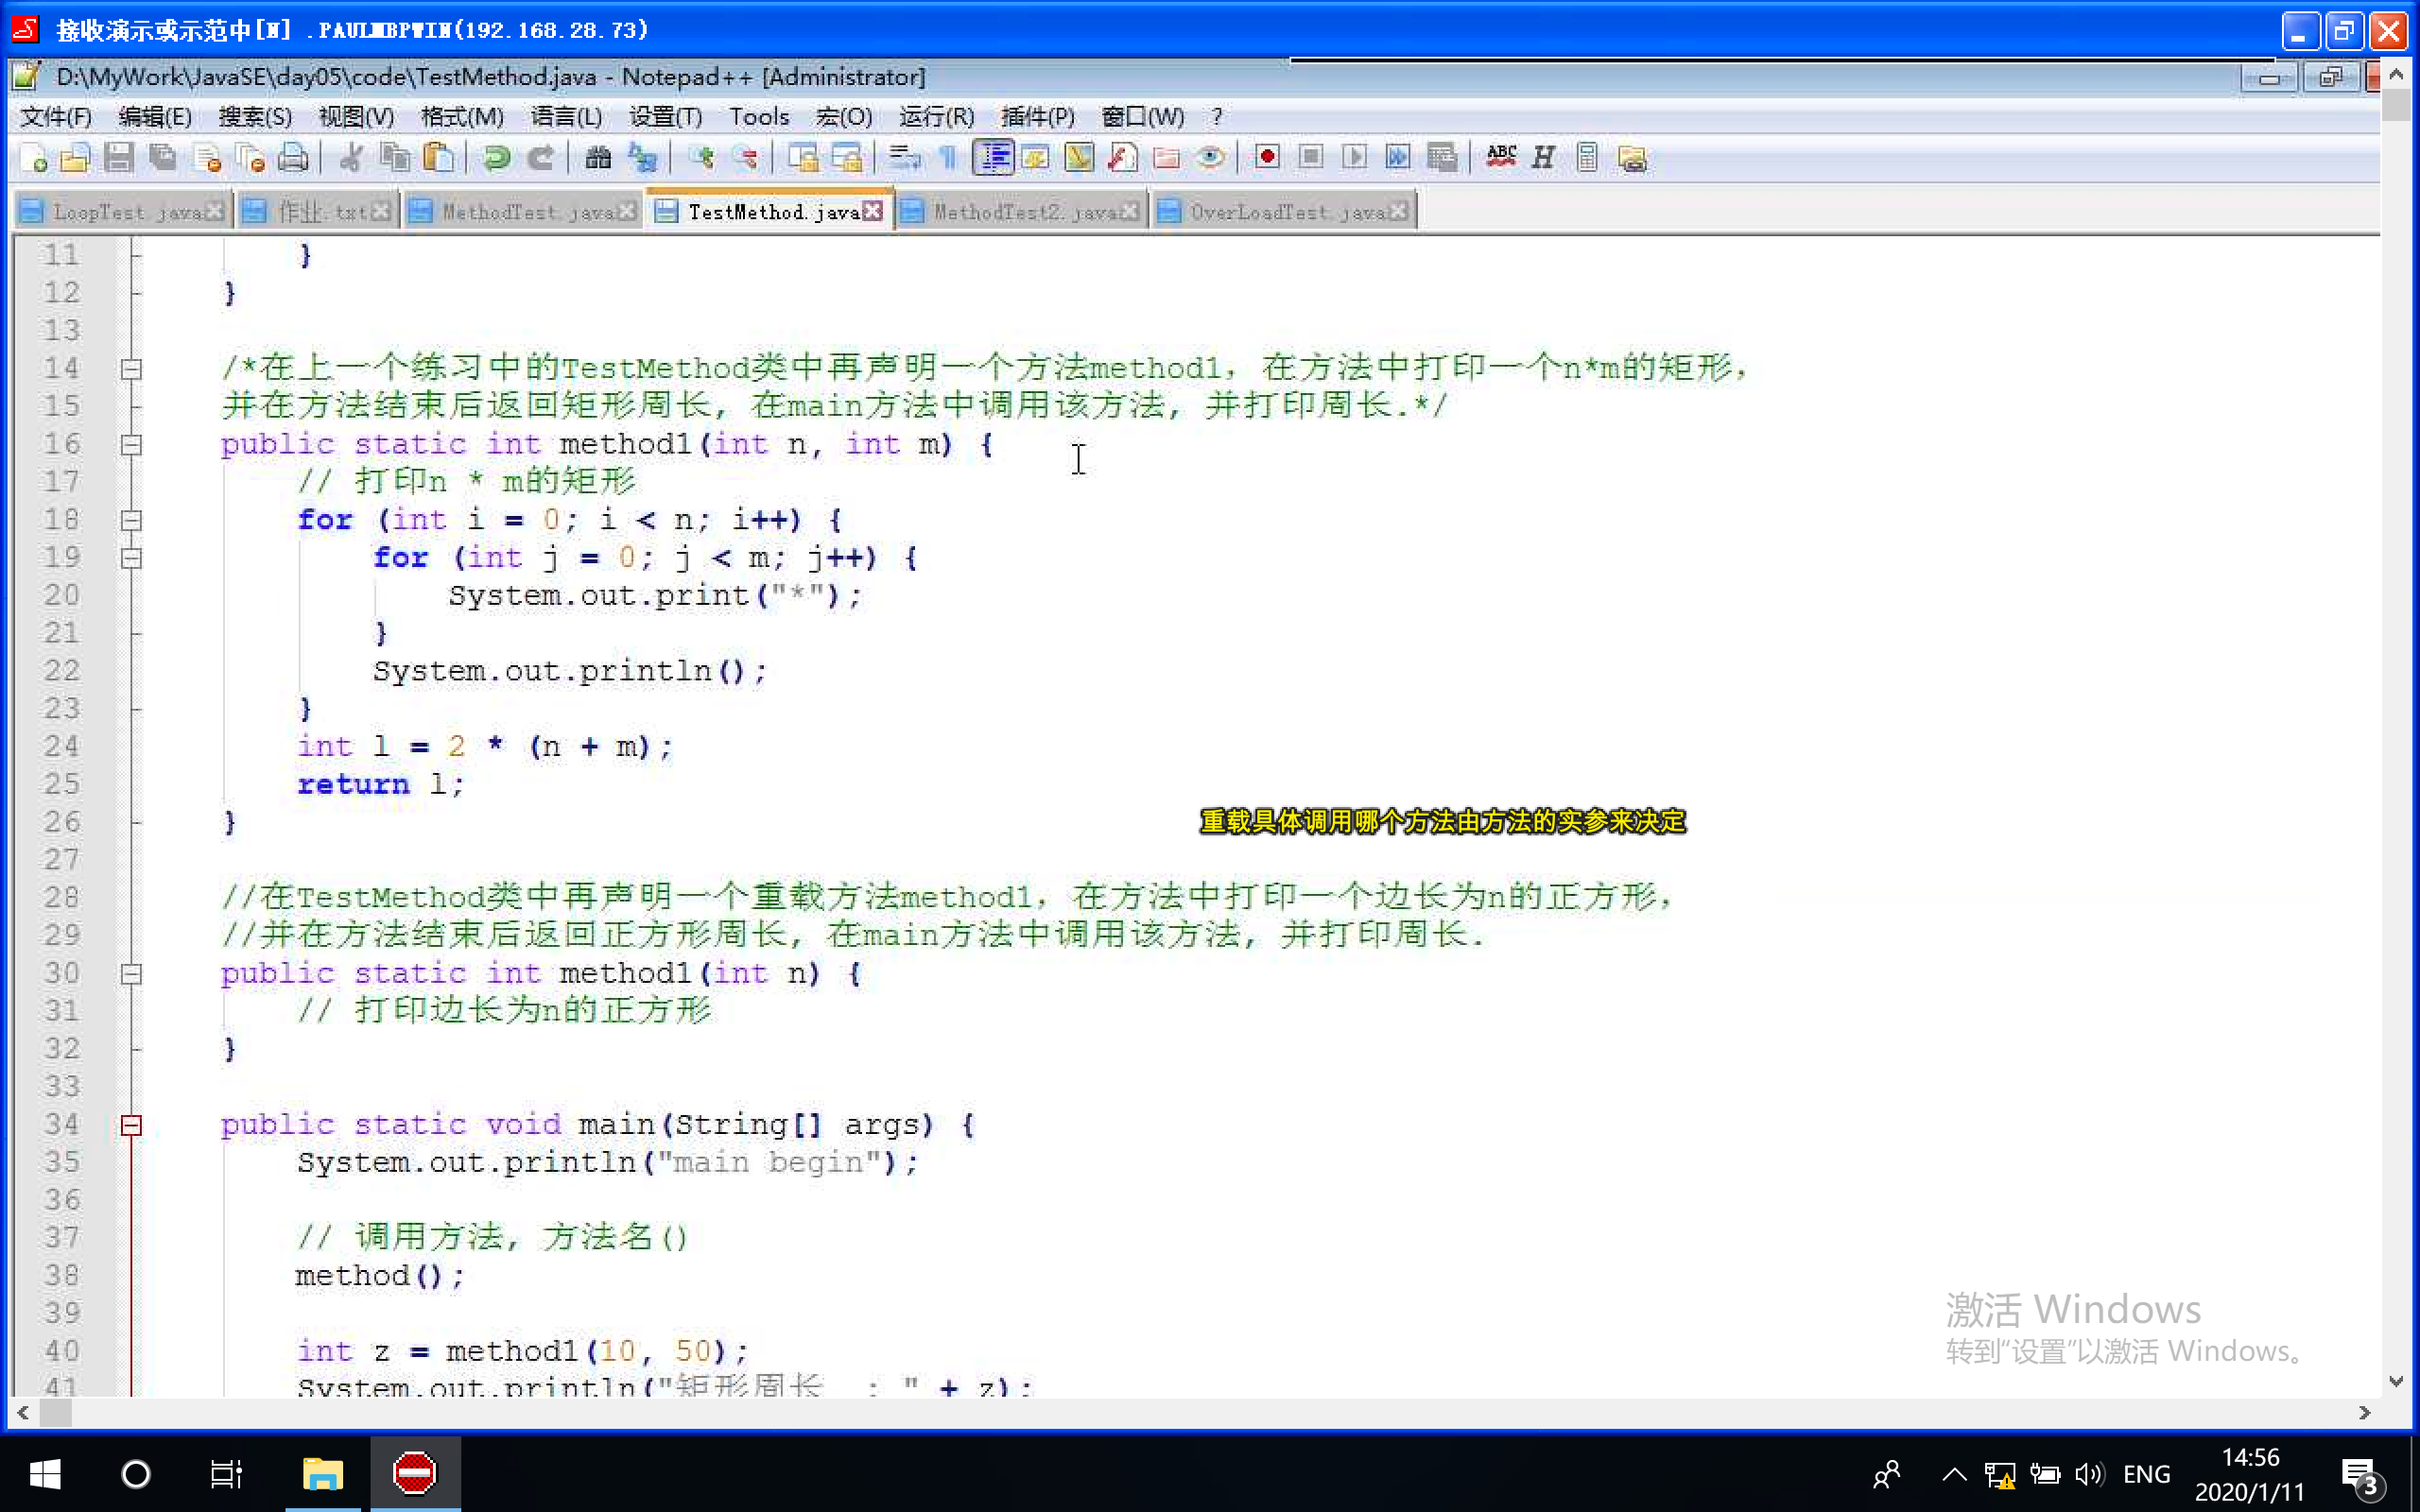 接收演示或示范中[N] .PAULMBPWIN(192.168.28.73)
D:\MyWork\JavaSE\day05\code\TestMethod.java - Notepad++ [Administrator]
文件(F) 编辑(E) 搜索(S) 视图(V) 格式(M) 语言(L) 设置(T) Tools 宏(O) 运行(R) 插件(P) 窗口(W) ?
ABC H
LoopTest.java 作业.txt MethodTest.java TestMethod.java MethodTest2.java OverLoadTest.java
11 }
12 }
13
14 /*在上一个练习中的TestMethod类中再声明一个方法method1，在方法中打印一个n*m的矩形，
15 并在方法结束后返回矩形周长, 在main方法中调用该方法, 并打印周长.*/
16 public static int method1(int n, int m) {
17 // 打印n * m的矩形
18 for (int i = 0; i < n; i++) {
19 for (int j = 0; j < m; j++) {
20 System.out.print("*");
21 }
22 System.out.println();
23 }
24 int l = 2 * (n + m);
25 return l;
重载具体调用哪个方法由方法的实参来决定
26 }
27
28 //在TestMethod类中再声明一个重载方法method1，在方法中打印一个边长为n的正方形，
29 //并在方法结束后返回正方形周长, 在main方法中调用该方法, 并打印周长.
30 public static int method1(int n) {
31 // 打印边长为n的正方形
32 }
33
34 public static void main(String[] args) {
35 System.out.println("main begin");
36
37 // 调用方法, 方法名()
38 method();
39
40 int z = method1(10, 50);
41 System.out.println("矩形周长 : " + z);
激活 Windows
转到“设置”以激活 Windows。
ENG
14:56
2020/1/11
3